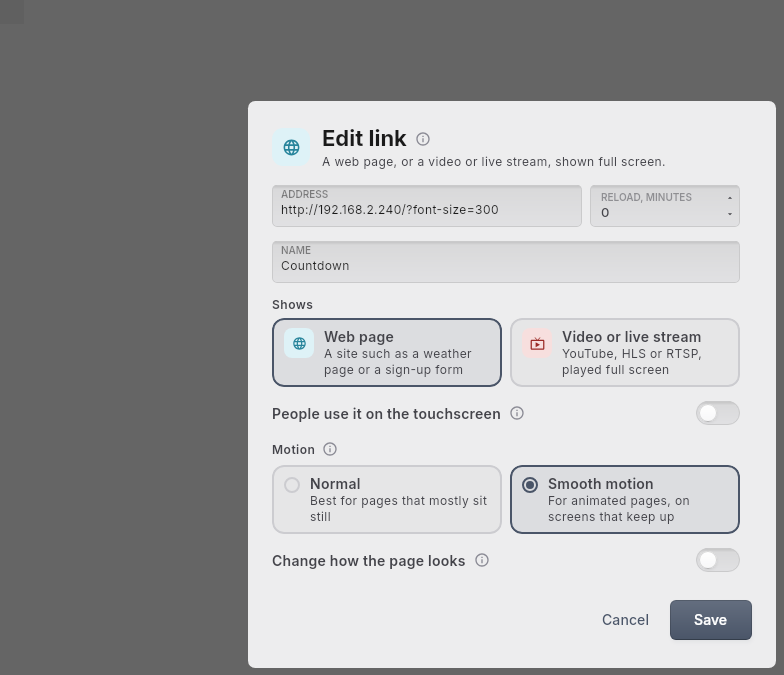 Edit link
A web page, or a video or live stream, shown full screen.
ADDRESS
http://192.168.2.240/?font-size=300
RELOAD, MINUTES
0
NAME
Countdown
Shows
Web page
A site such as a weather
page or a sign-up form
Video or live stream
YouTube, HLS or RTSP,
played full screen
People use it on the touchscreen
Motion
Normal
Best for pages that mostly sit
still
Smooth motion
For animated pages, on
screens that keep up
Change how the page looks
Cancel
Save